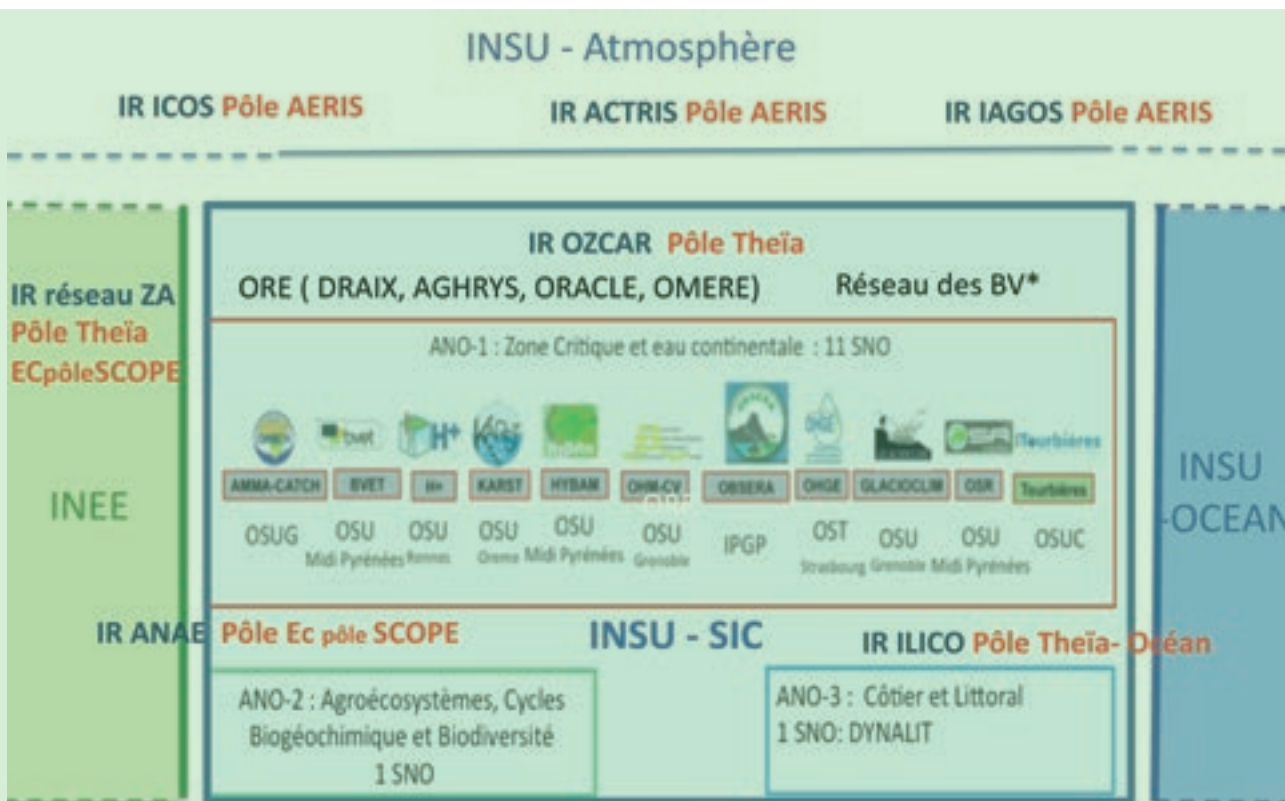 INSU - Atmosphère
IR ICOS Pôle AERIS
IR ACTRIS Pôle AERIS
IR IAGOS Pôle AERIS
IR réseau ZA
Pôle Theïa
ECpôleSCOPE
INEE
IR OZCAR Pôle Theïa
ORE ( DRAIX, AGHRYS, ORACLE, OMERE)
Réseau des BV*
ANO-1 : Zone Critique et eau continentale : 11 SNO
bvet
H+
OHGE
Tourbières
AMMA-CATCH
BVET
H+
KARST
HYBAM
OHM-CV
OBSERA
OHGE
GLACIOCLIM
OSR
Tourbières
ORE
OSUG
OSU
Midi Pyrénées
OSU
Rennes
OSU
Oreme
OSU
Midi Pyrénées
OSU
Grenoble
IPGP
OST
Strasbourg
OSU
Grenoble
OSU
Midi Pyrénées
OSUC
INSU
-OCEAN
IR ANAE Pôle Ec pôle SCOPE
INSU - SIC
IR ILICO Pôle Theïa- Océan
ANO-2 : Agroécosystèmes, Cycles
Biogéochimique et Biodiversité
1 SNO
ANO-3 : Côtier et Littoral
1 SNO: DYNALIT